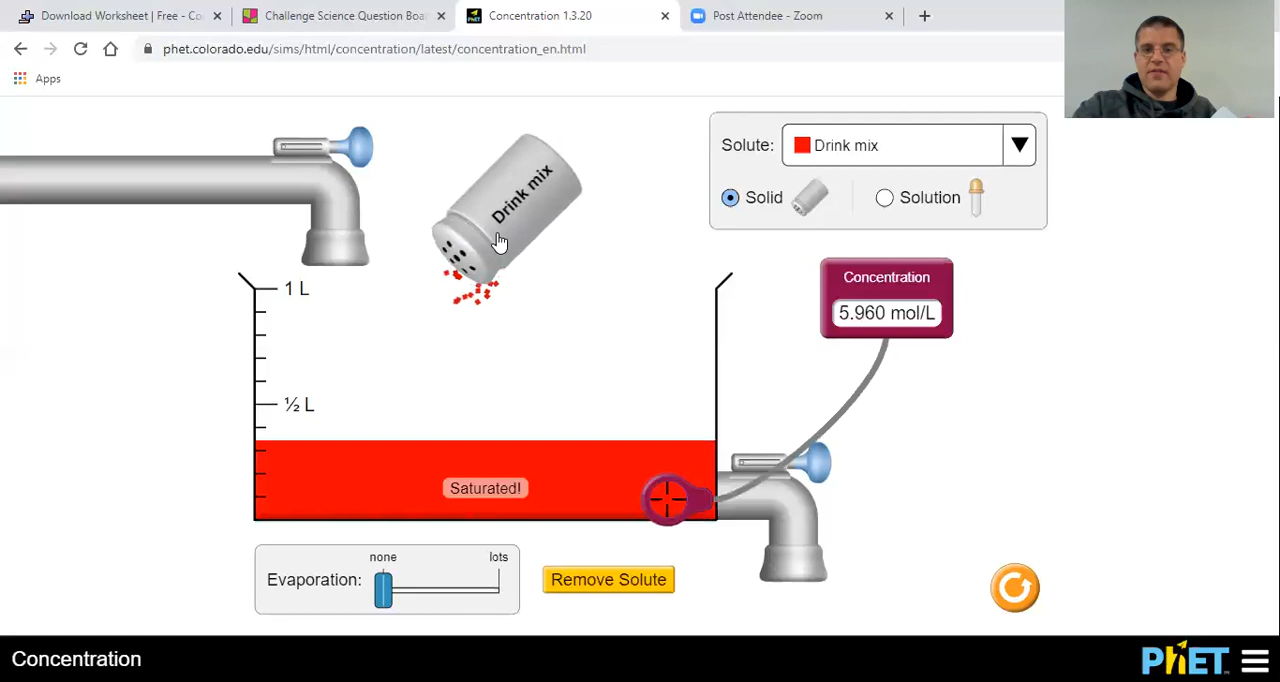 Download Worksheet | Free - Co
Challenge Science Question Boa
Concentration 1.3.20
Post Attendee - Zoom
phet.colorado.edu/sims/html/concentration/latest/concentration_en.html
Apps
Drink mix
Solute: Drink mix
Solid
Solution
Concentration
5.960 mol/L
1 L
½ L
Saturated!
none lots
Evaporation:
Remove Solute
Concentration
PhET